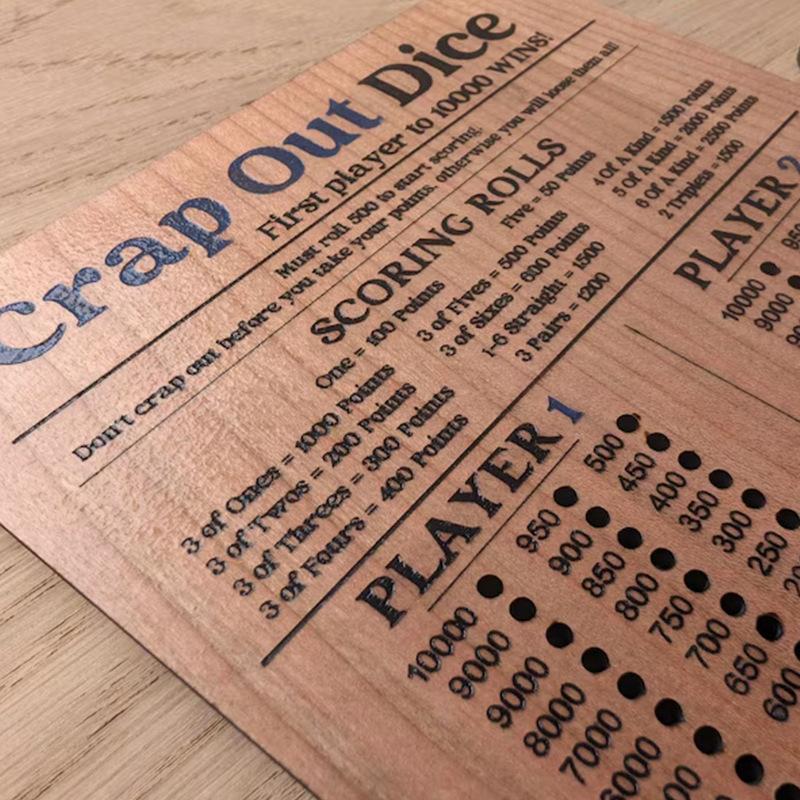 Crap Out Dice
First player to 10000 WINS!
Must roll 500 to start scoring.
Don't crap out before you take your points, otherwise you will loose them all!
SCORING ROLLS
One = 100 Points
Five = 50 Points
3 of Ones = 1000 Points
3 of Twos = 200 Points
3 of Threes = 300 Points
3 of Fours = 400 Points
3 of Fives = 500 Points
3 of Sixes = 600 Points
1-6 Straight = 1500
3 Pairs = 1200
4 Of A Kind = 1500 Points
5 Of A Kind = 2000 Points
6 Of A Kind = 2500 Points
2 Triplets = 1500
PLAYER 1
500 450 400 350 300 250
950 900 850 800 750 700 650 600
10000 9000 9000 8000 7000 6000
PLAYER 2
950
10000 9000